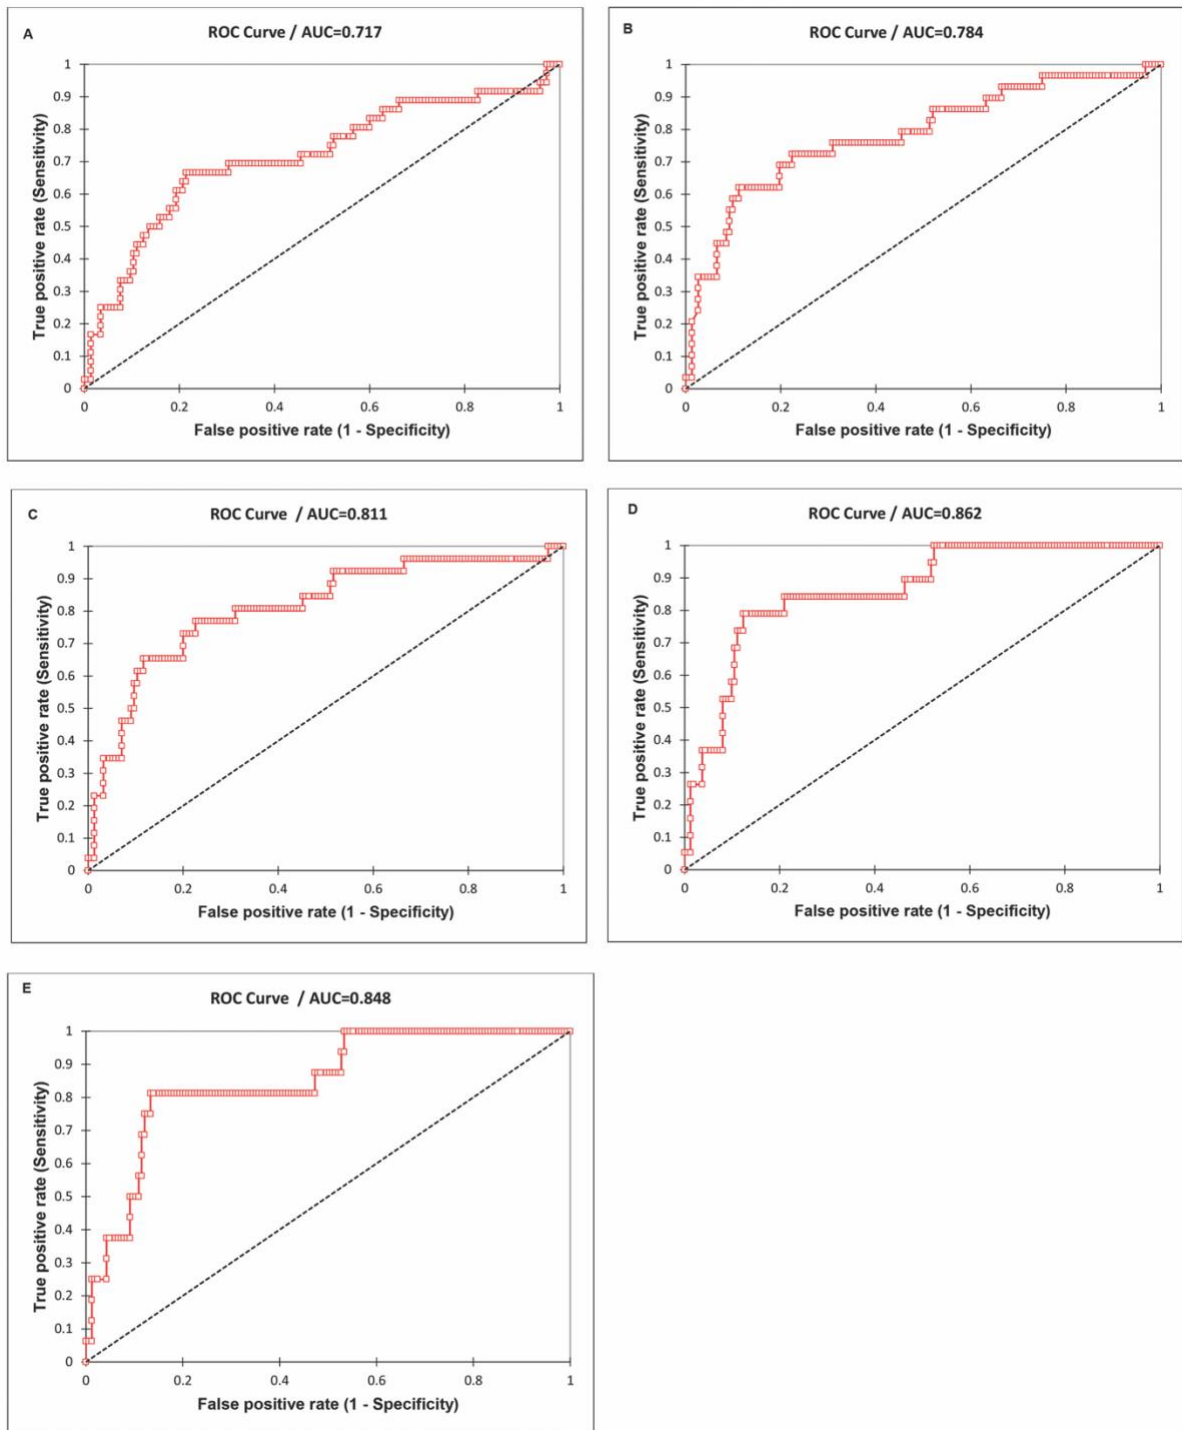 A
ROC Curve / AUC=0.717
True positive rate (Sensitivity)
1
0.9
0.8
0.7
0.6
0.5
0.4
0.3
0.2
0.1
0
0 0.2 0.4 0.6 0.8 1
False positive rate (1 - Specificity)
B
ROC Curve / AUC=0.784
True positive rate (Sensitivity)
1
0.9
0.8
0.7
0.6
0.5
0.4
0.3
0.2
0.1
0
0 0.2 0.4 0.6 0.8 1
False positive rate (1 - Specificity)
C
ROC Curve / AUC=0.811
True positive rate (Sensitivity)
1
0.9
0.8
0.7
0.6
0.5
0.4
0.3
0.2
0.1
0
0 0.2 0.4 0.6 0.8 1
False positive rate (1 - Specificity)
D
ROC Curve / AUC=0.862
True positive rate (Sensitivity)
1
0.9
0.8
0.7
0.6
0.5
0.4
0.3
0.2
0.1
0
0 0.2 0.4 0.6 0.8 1
False positive rate (1 - Specificity)
E
ROC Curve / AUC=0.848
True positive rate (Sensitivity)
1
0.9
0.8
0.7
0.6
0.5
0.4
0.3
0.2
0.1
0
0 0.2 0.4 0.6 0.8 1
False positive rate (1 - Specificity)